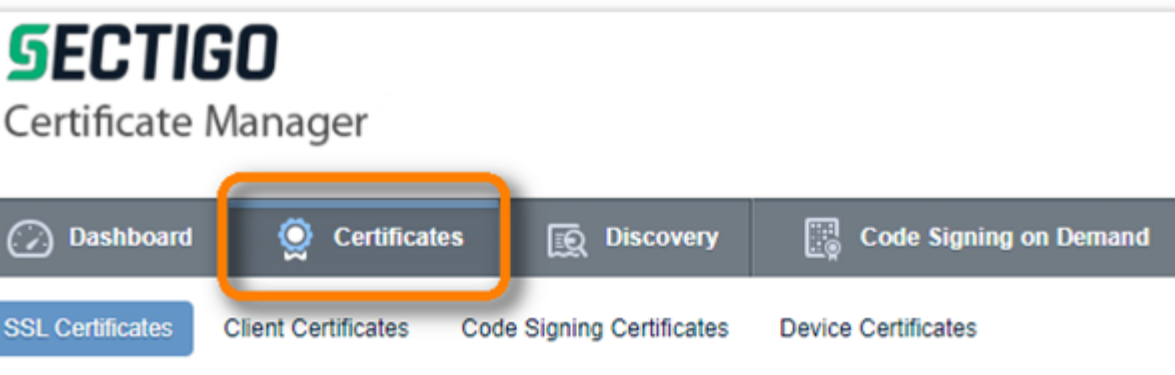 SECTIGO
Certificate Manager
Dashboard Certificates Discovery Code Signing on Demand
SSL Certificates Client Certificates Code Signing Certificates Device Certificates